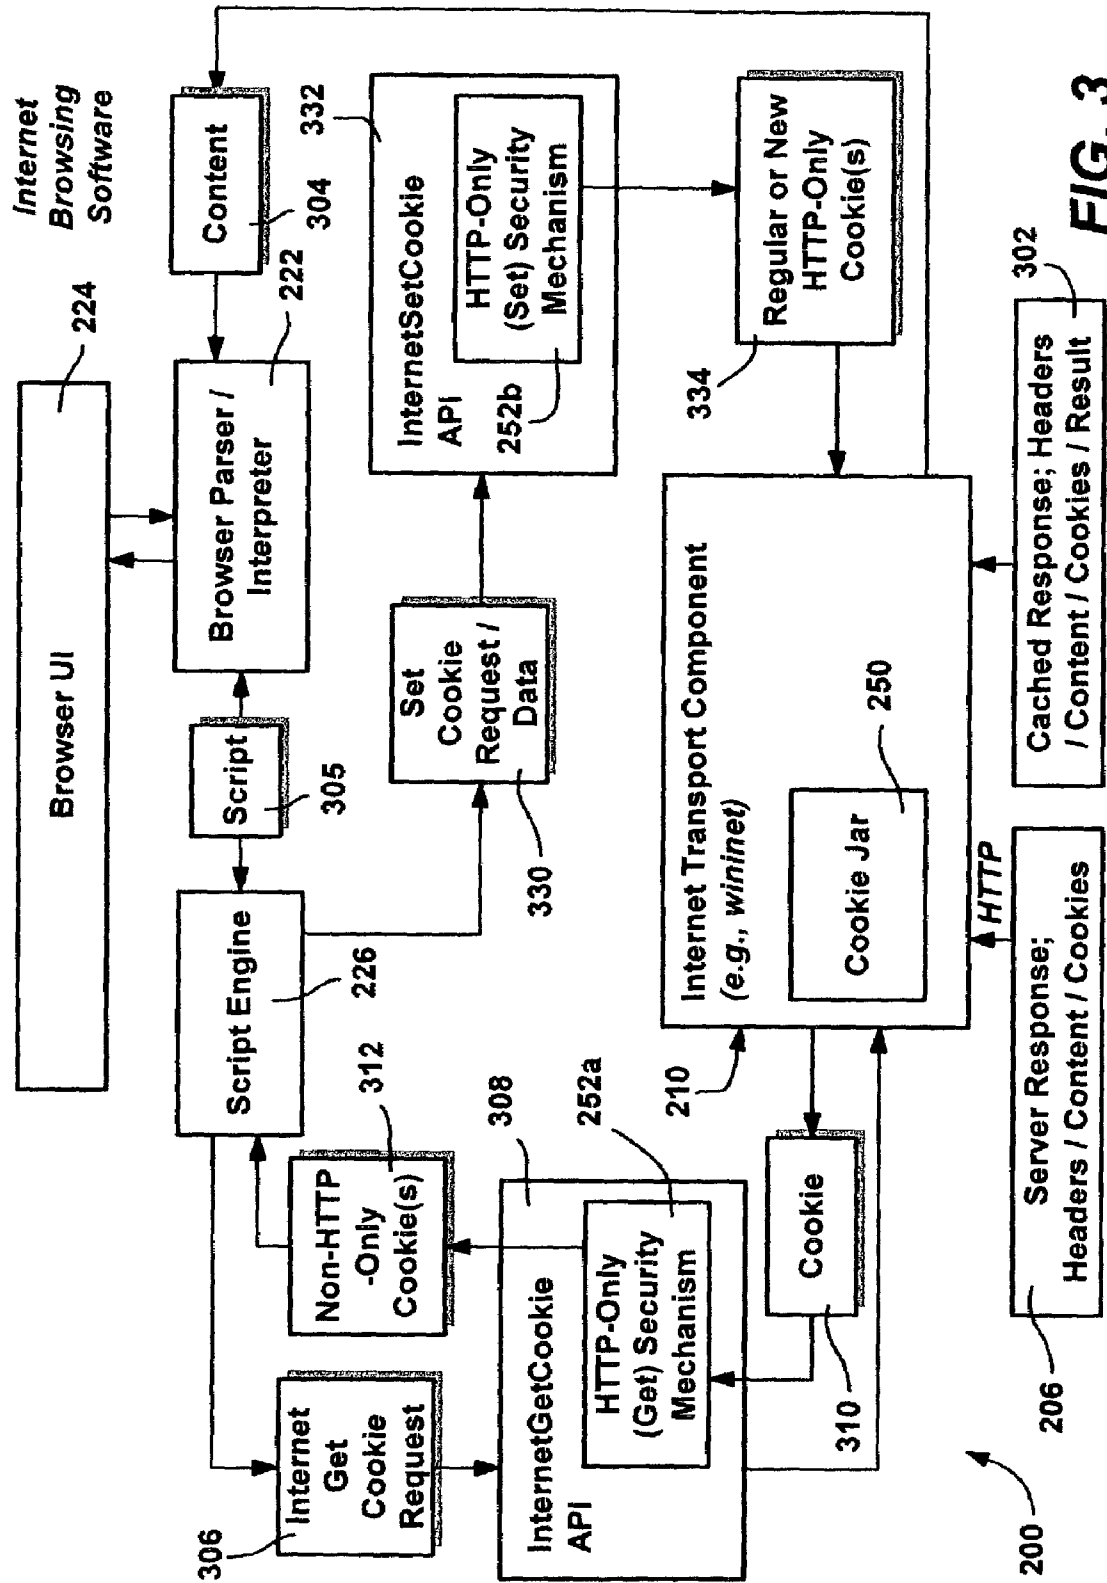 Internet
Browsing
Software
Browser UI
224
Script Engine
226
Script
305
Browser Parser /
Interpreter
222
Content
304
306
Internet
Get
Cookie
Request
Non-HTTP
-Only
Cookie(s)
312
Set
Cookie
Request /
Data
330
InternetSetCookie
API
332
HTTP-Only
(Set) Security
Mechanism
252b
InternetGetCookie
API
308
HTTP-Only
(Get) Security
Mechanism
252a
Cookie
310
210
Internet Transport Component
(e.g., wininet)
Cookie Jar
250
334
Regular or New
HTTP-Only
Cookie(s)
HTTP
Server Response;
Headers / Content / Cookies
206
Cached Response; Headers
/ Content / Cookies / Result
302
200
FIG. 3